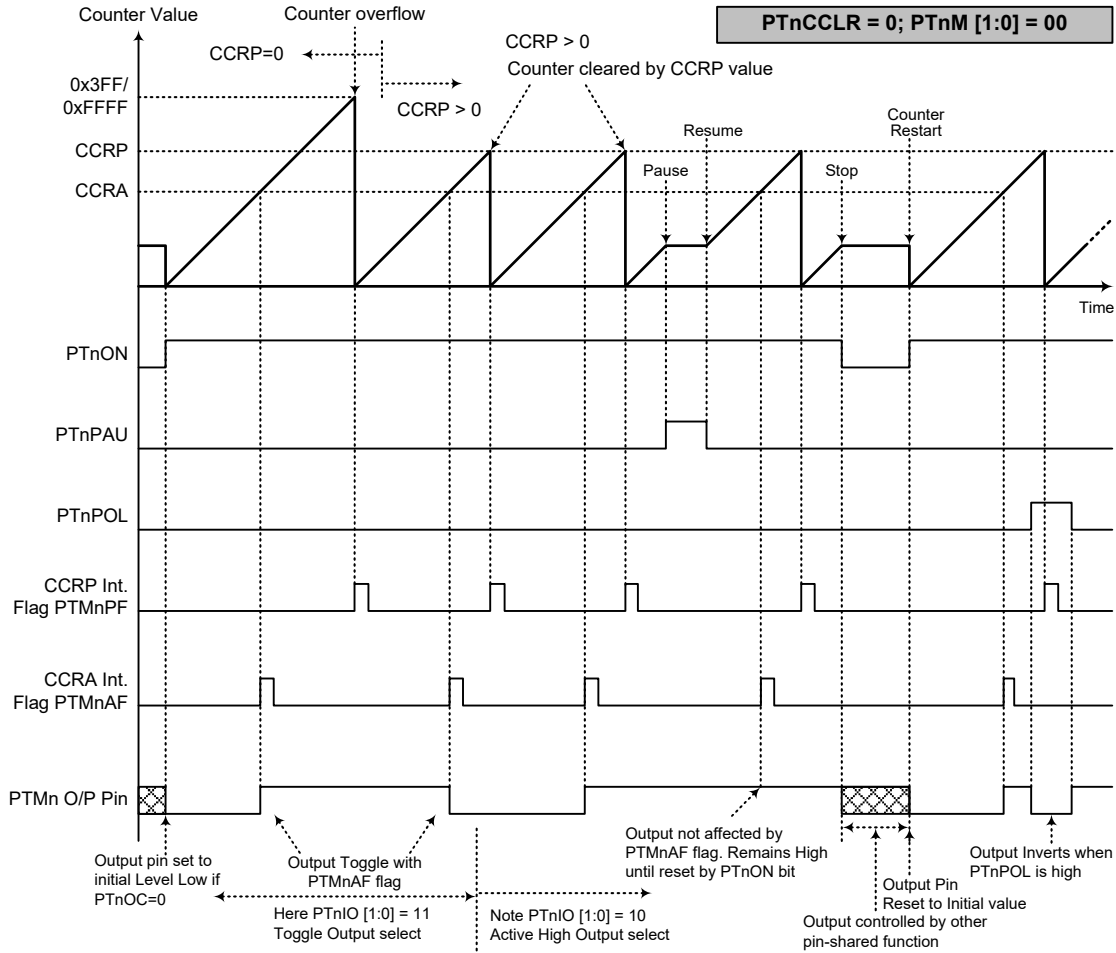 Counter Value
Counter overflow
PTnCCLR = 0; PTnM [1:0] = 00
CCRP=0
CCRP > 0
CCRP > 0
Counter cleared by CCRP value
0x3FF/
0xFFFF
CCRP
CCRA
Pause
Resume
Stop
Counter
Restart
Time
PTnON
PTnPAU
PTnPOL
CCRP Int.
Flag PTMnPF
CCRA Int.
Flag PTMnAF
PTMn O/P Pin
Output pin set to
initial Level Low if
PTnOC=0
Output Toggle with
PTMnAF flag
Here PTnIO [1:0] = 11
Toggle Output select
Note PTnIO [1:0] = 10
Active High Output select
Output not affected by
PTMnAF flag. Remains High
until reset by PTnON bit
Output Pin
Reset to Initial value
Output controlled by other
pin-shared function
Output Inverts when
PTnPOL is high